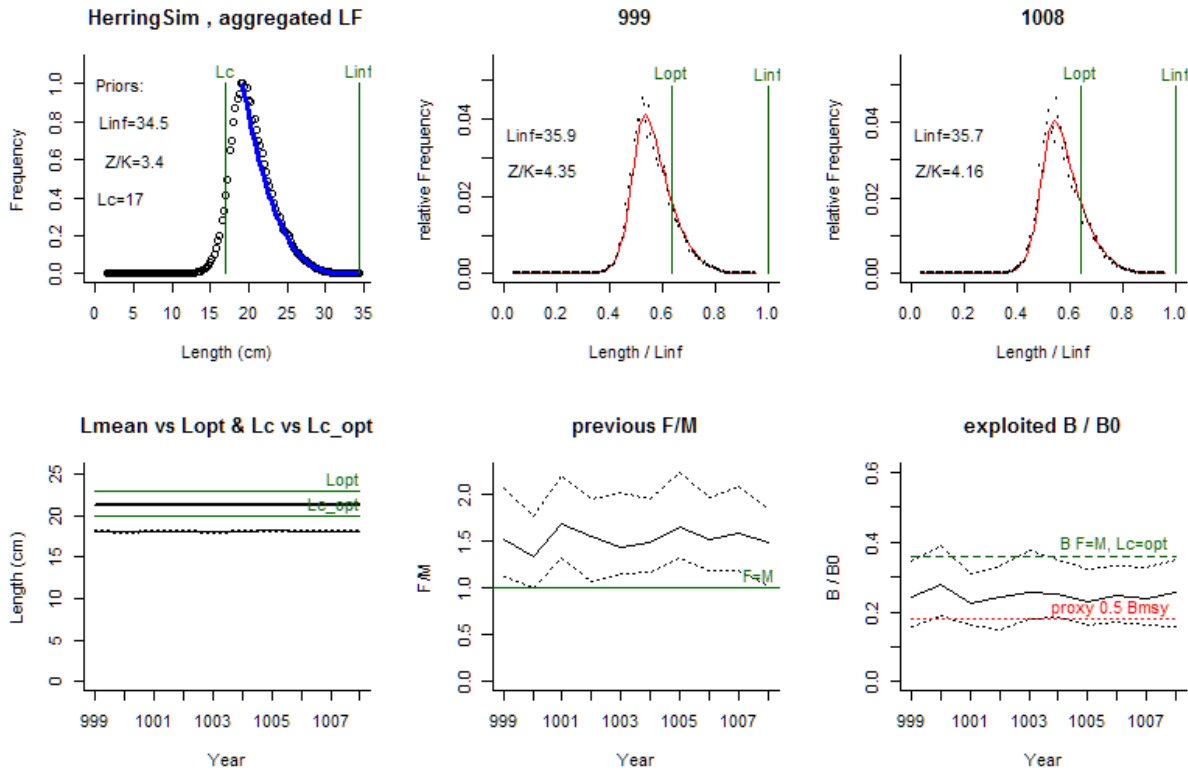 HerringSim , aggregated LF
Frequency
0.0 0.2 0.4 0.6 0.8 1.0
Priors:
Linf=34.5
Z/K=3.4
Lc=17
Lc
Linf
0 5 10 15 20 25 30 35
Length (cm)
999
relative Frequency
0.00 0.02 0.04
Linf=35.9
Z/K=4.35
Lopt
Linf
0.0 0.2 0.4 0.6 0.8 1.0
Length / Linf
1008
relative Frequency
0.00 0.02 0.04
Linf=35.7
Z/K=4.16
Lopt
Linf
0.0 0.2 0.4 0.6 0.8 1.0
Length / Linf
Lmean vs Lopt & Lc vs Lc_opt
Length (cm)
0 5 10 15 20 25
Lopt
Lc_opt
999 1001 1003 1005 1007
Year
previous F/M
F/M
0.0 0.5 1.0 1.5 2.0
F=M
999 1001 1003 1005 1007
Year
exploited B / B0
B / B0
0.0 0.2 0.4 0.6
B F=M, Lc=opt
proxy 0.5 Bmsy
999 1001 1003 1005 1007
Year